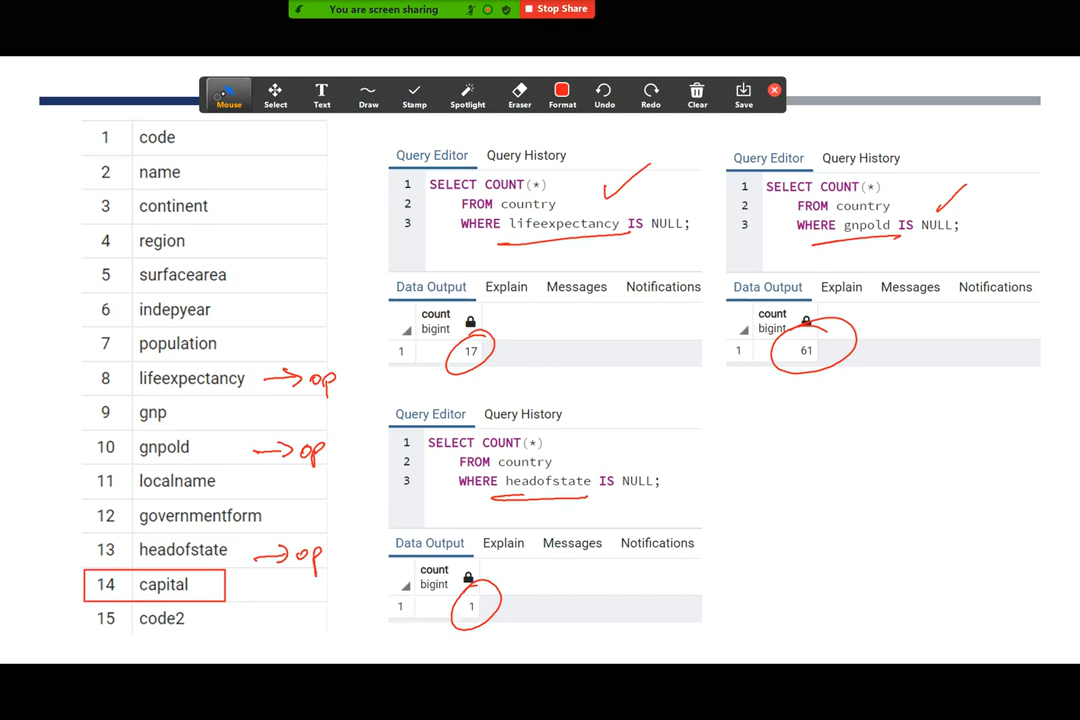 You are screen sharing
Stop Share
Mouse
Select
Text
Draw
Stamp
Spotlight
Eraser
Format
Undo
Redo
Clear
Save
1 code
2 name
3 continent
4 region
5 surfacearea
6 indepyear
7 population
8 lifeexpectancy → op
9 gnp
10 gnpold → op
11 localname
12 governmentform
13 headofstate → op
14 capital
15 code2
Query Editor Query History
1 SELECT COUNT(*)
2 FROM country
3 WHERE lifeexpectancy IS NULL;
Data Output Explain Messages Notifications
count
bigint
1 17
Query Editor Query History
1 SELECT COUNT(*)
2 FROM country
3 WHERE gnpold IS NULL;
Data Output Explain Messages Notifications
count
bigint
1 61
Query Editor Query History
1 SELECT COUNT(*)
2 FROM country
3 WHERE headofstate IS NULL;
Data Output Explain Messages Notifications
count
bigint
1 1